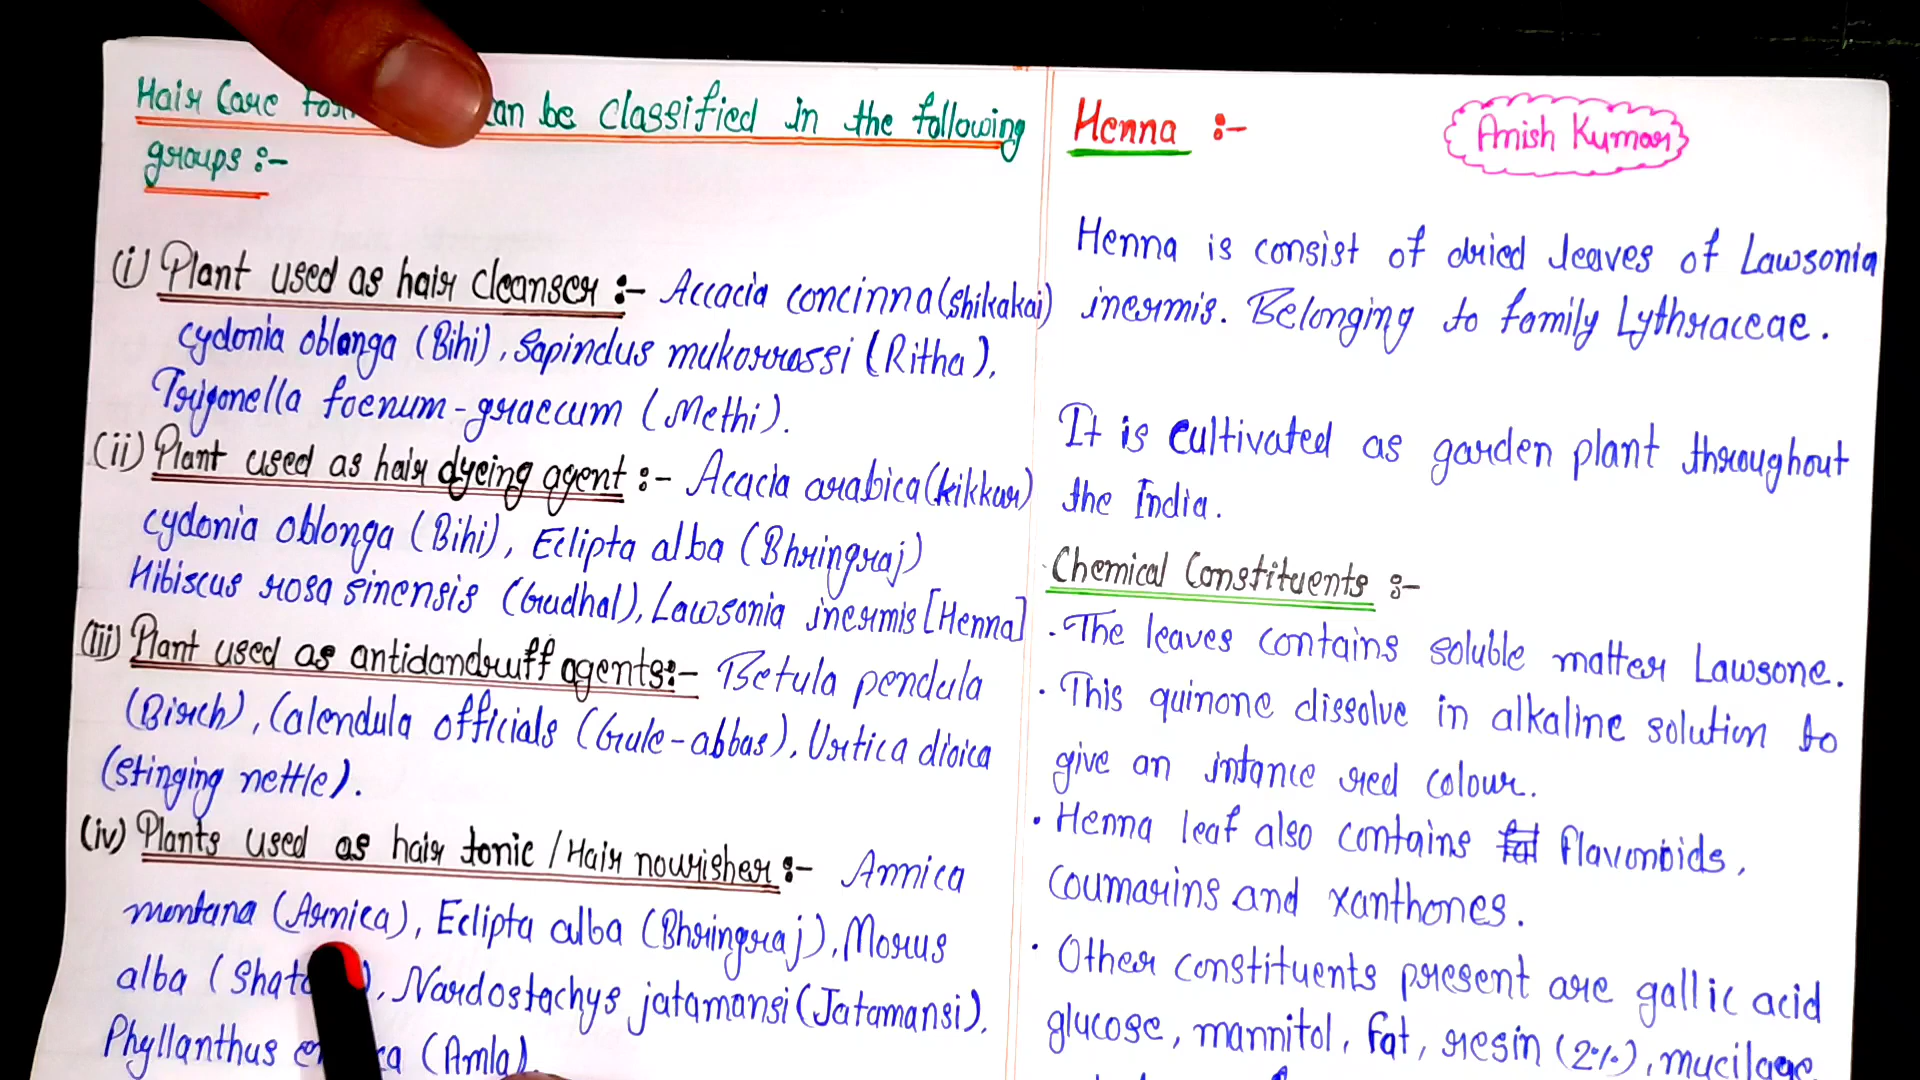 Hair Care can be classified in the following
groups :-
(i) Plant used as hair cleanser :- Accacia concinna (shikakai)
cydonia oblonga (Bihi), Sapindus mukorrassi (Ritha),
Trigonella foenum-graecum (Methi).
(ii) Plant used as hair dyeing agent :- Acacia arabica (kikkar)
cydonia oblonga (Bihi), Eclipta alba (Bhringraj)
Hibiscus rosa sinensis (Gudhal), Lawsonia inermis [Henna]
(iii) Plant used as antidandruff agents :- Betula pendula
(Birch), Calendula officials (Gule-abbas), Urtica dioica
(stinging nettle).
(iv) Plants used as hair tonic / Hair nourisher :- Arnica
montana (Arnica), Eclipta alba (Bhringraj), Morus
alba ( ), Nardostachys jatamansi (Jatamansi).
Phyllanthus (Amla).
Henna :-
Anish Kumar
Henna is consist of dried leaves of Lawsonia
inermis. Belonging to family Lythraceae.
It is cultivated as garden plant throughout
the India.
Chemical Constituents :-
• The leaves contains soluble matter Lawsone.
• This quinone dissolve in alkaline solution to
give an intance red colour.
• Henna leaf also contains flavonoids,
coumarins and xanthones.
• Other constituents present are gallic acid
glucose, mannitol, fat, resin (2%), mucilage